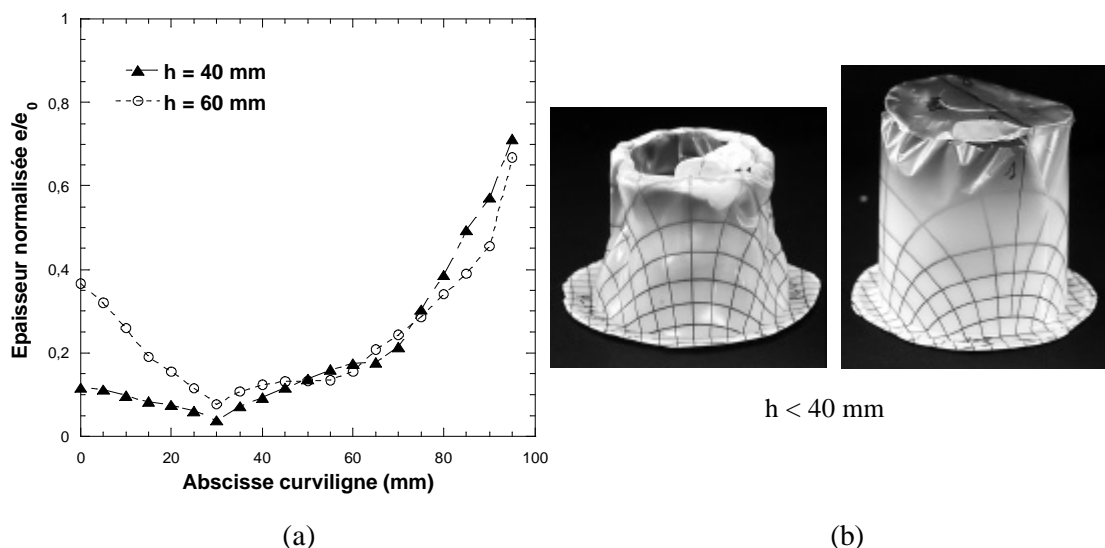 1
0,8
0,6
0,4
0,2
0
Epaisseur normalisée e/e0
h = 40 mm
h = 60 mm
0 20 40 60 80 100
Abscisse curviligne (mm)
h < 40 mm
(a) (b)